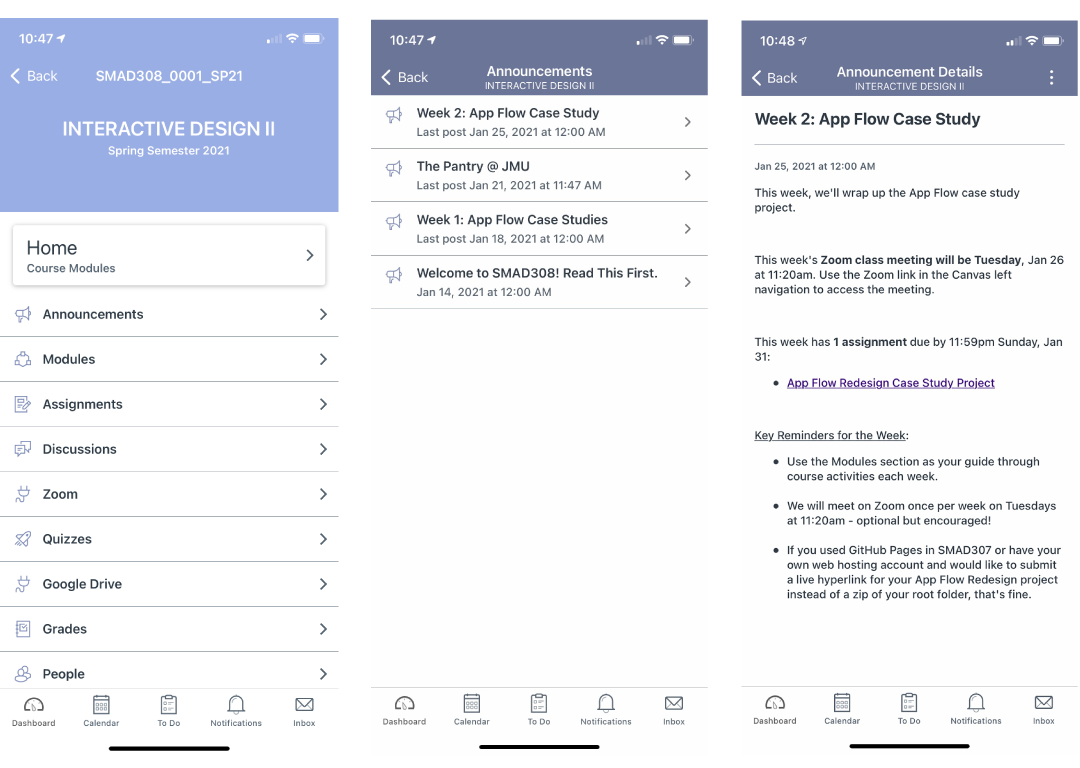 10:47
Back
SMAD308_0001_SP21
INTERACTIVE DESIGN II
Spring Semester 2021
Home
Course Modules
Announcements
Modules
Assignments
Discussions
Zoom
Quizzes
Google Drive
Grades
People
Dashboard
Calendar
To Do
Notifications
Inbox
10:47
Back
Announcements
INTERACTIVE DESIGN II
Week 2: App Flow Case Study
Last post Jan 25, 2021 at 12:00 AM
The Pantry @ JMU
Last post Jan 21, 2021 at 11:47 AM
Week 1: App Flow Case Studies
Last post Jan 18, 2021 at 12:00 AM
Welcome to SMAD308! Read This First.
Jan 14, 2021 at 12:00 AM
Dashboard
Calendar
To Do
Notifications
Inbox
10:48
Back
Announcement Details
INTERACTIVE DESIGN II
Week 2: App Flow Case Study
Jan 25, 2021 at 12:00 AM
This week, we'll wrap up the App Flow case study
project.
This week's Zoom class meeting will be Tuesday, Jan 26
at 11:20am. Use the Zoom link in the Canvas left
navigation to access the meeting.
This week has 1 assignment due by 11:59pm Sunday, Jan
31:
• App Flow Redesign Case Study Project
Key Reminders for the Week:
• Use the Modules section as your guide through
course activities each week.
• We will meet on Zoom once per week on Tuesdays
at 11:20am - optional but encouraged!
• If you used GitHub Pages in SMAD307 or have your
own web hosting account and would like to submit
a live hyperlink for your App Flow Redesign project
instead of a zip of your root folder, that's fine.
Dashboard
Calendar
To Do
Notifications
Inbox